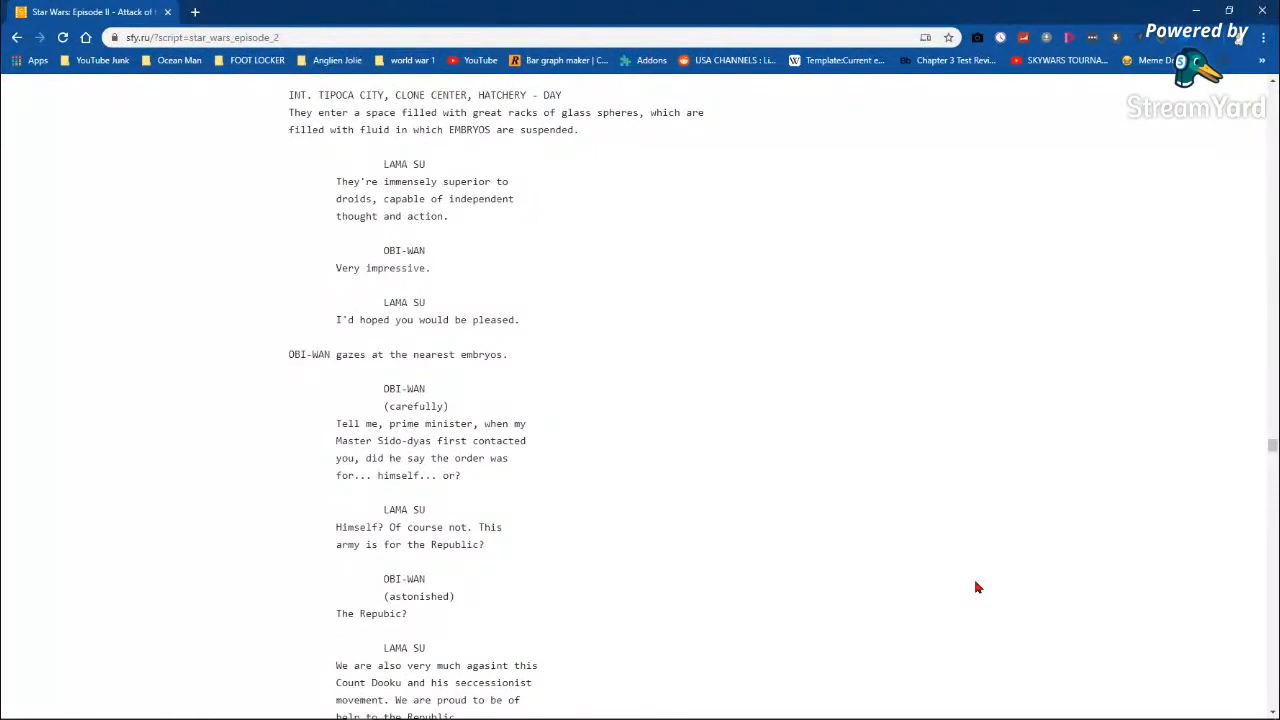 Star Wars: Episode II - Attack of
Powered by
sfy.ru/?script=star_wars_episode_2
Apps
YouTube Junk
Ocean Man
FOOT LOCKER
Anglien Jolie
world war 1
YouTube
Bar graph maker | C...
Addons
USA CHANNELS : Li...
Template:Current e...
Chapter 3 Test Revi...
SKYWARS TOURNA...
Meme De
StreamYard
INT. TIPOCA CITY, CLONE CENTER, HATCHERY - DAY
They enter a space filled with great racks of glass spheres, which are
filled with fluid in which EMBRYOS are suspended.
LAMA SU
They're immensely superior to
droids, capable of independent
thought and action.
OBI-WAN
Very impressive.
LAMA SU
I'd hoped you would be pleased.
OBI-WAN gazes at the nearest embryos.
OBI-WAN
(carefully)
Tell me, prime minister, when my
Master Sido-dyas first contacted
you, did he say the order was
for... himself... or?
LAMA SU
Himself? Of course not. This
army is for the Republic?
OBI-WAN
(astonished)
The Repubic?
LAMA SU
We are also very much agasint this
Count Dooku and his seccessionist
movement. We are proud to be of
help to the Republic